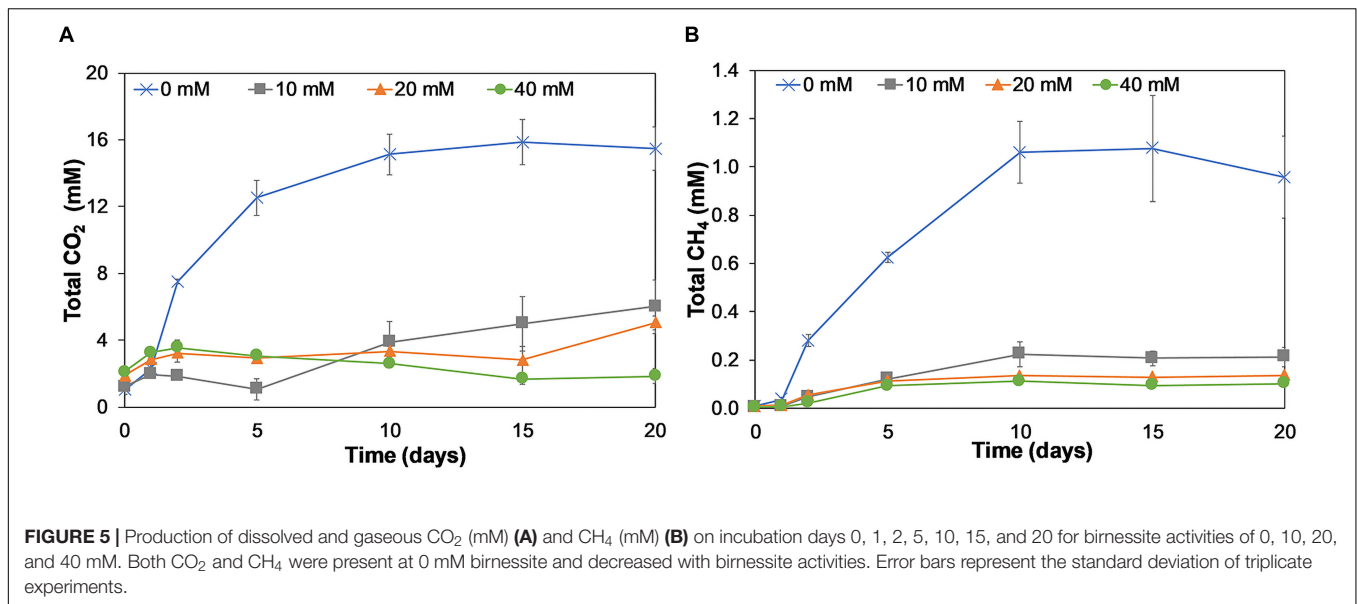 A
20
0 mM 10 mM 20 mM 40 mM
16
12
8
4
0
0 5 10 15 20
Total CO₂ (mM)
Time (days)
B
1.4
0 mM 10 mM 20 mM 40 mM
1.2
1.0
0.8
0.6
0.4
0.2
0.0
0 5 10 15 20
Total CH₄ (mM)
Time (days)
FIGURE 5 | Production of dissolved and gaseous CO₂ (mM) (A) and CH₄ (mM) (B) on incubation days 0, 1, 2, 5, 10, 15, and 20 for birnessite activities of 0, 10, 20,
and 40 mM. Both CO₂ and CH₄ were present at 0 mM birnessite and decreased with birnessite activities. Error bars represent the standard deviation of triplicate
experiments.